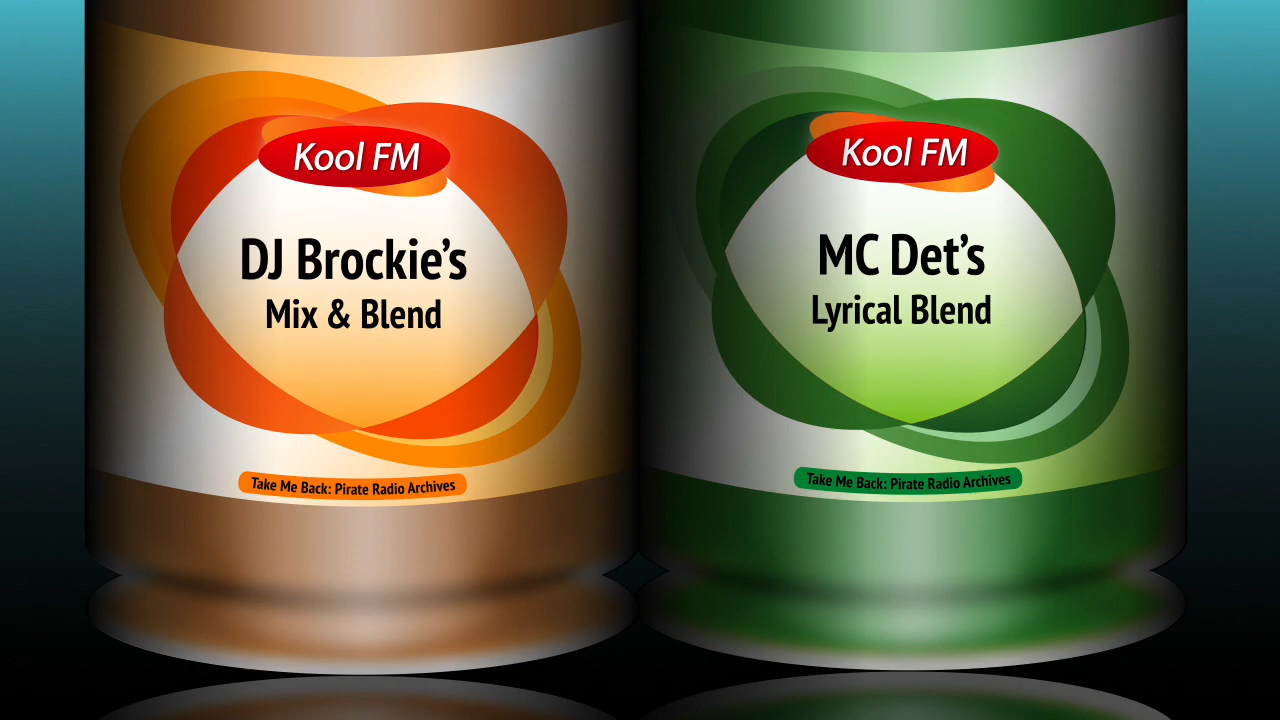 Kool FM
DJ Brockie’s
Mix & Blend
Take Me Back: Pirate Radio Archives
Kool FM
MC Det’s
Lyrical Blend
Take Me Back: Pirate Radio Archives